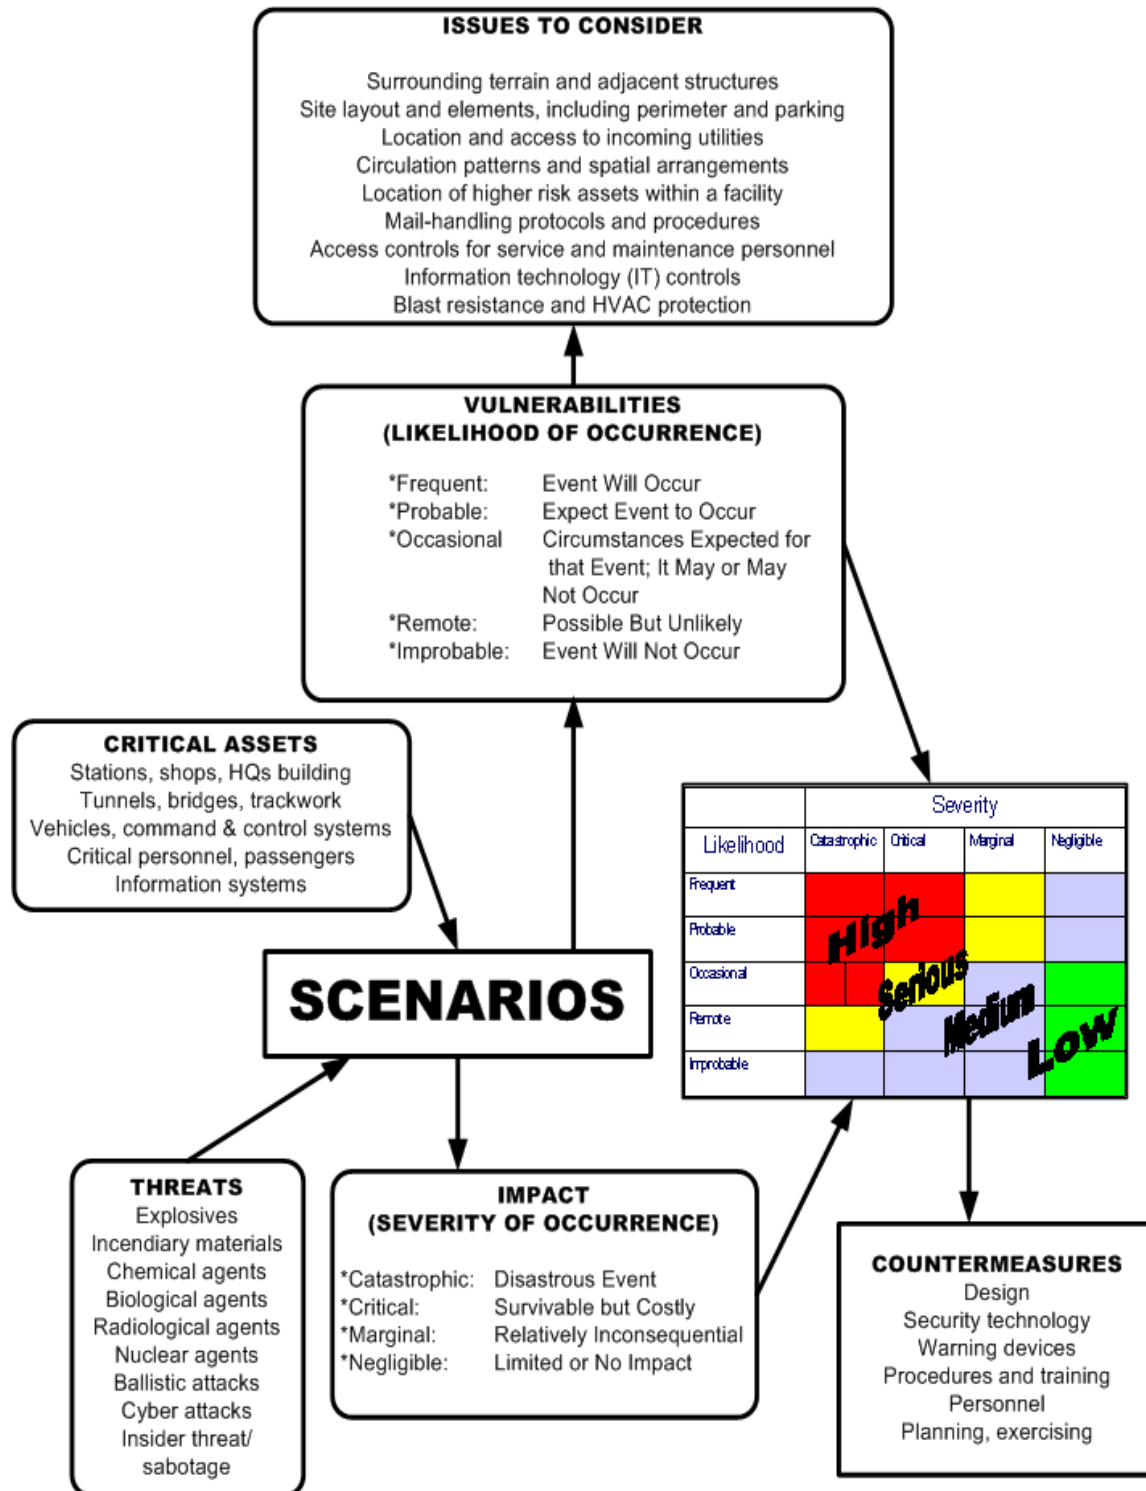 ISSUES TO CONSIDER
Surrounding terrain and adjacent structures
Site layout and elements, including perimeter and parking
Location and access to incoming utilities
Circulation patterns and spatial arrangements
Location of higher risk assets within a facility
Mail-handling protocols and procedures
Access controls for service and maintenance personnel
Information technology (IT) controls
Blast resistance and HVAC protection
VULNERABILITIES
(LIKELIHOOD OF OCCURRENCE)
*Frequent: Event Will Occur
*Probable: Expect Event to Occur
*Occasional Circumstances Expected for
that Event; It May or May
Not Occur
*Remote: Possible But Unlikely
*Improbable: Event Will Not Occur
CRITICAL ASSETS
Stations, shops, HQs building
Tunnels, bridges, trackwork
Vehicles, command & control systems
Critical personnel, passengers
Information systems
SCENARIOS
Severity
Likelihood Catastrophic Critical Marginal Negligible
Frequent
Probable
Occasional
Remote
Improbable
High
Serious
Medium
Low
THREATS
Explosives
Incendiary materials
Chemical agents
Biological agents
Radiological agents
Nuclear agents
Ballistic attacks
Cyber attacks
Insider threat/
sabotage
IMPACT
(SEVERITY OF OCCURRENCE)
*Catastrophic: Disastrous Event
*Critical: Survivable but Costly
*Marginal: Relatively Inconsequential
*Negligible: Limited or No Impact
COUNTERMEASURES
Design
Security technology
Warning devices
Procedures and training
Personnel
Planning, exercising